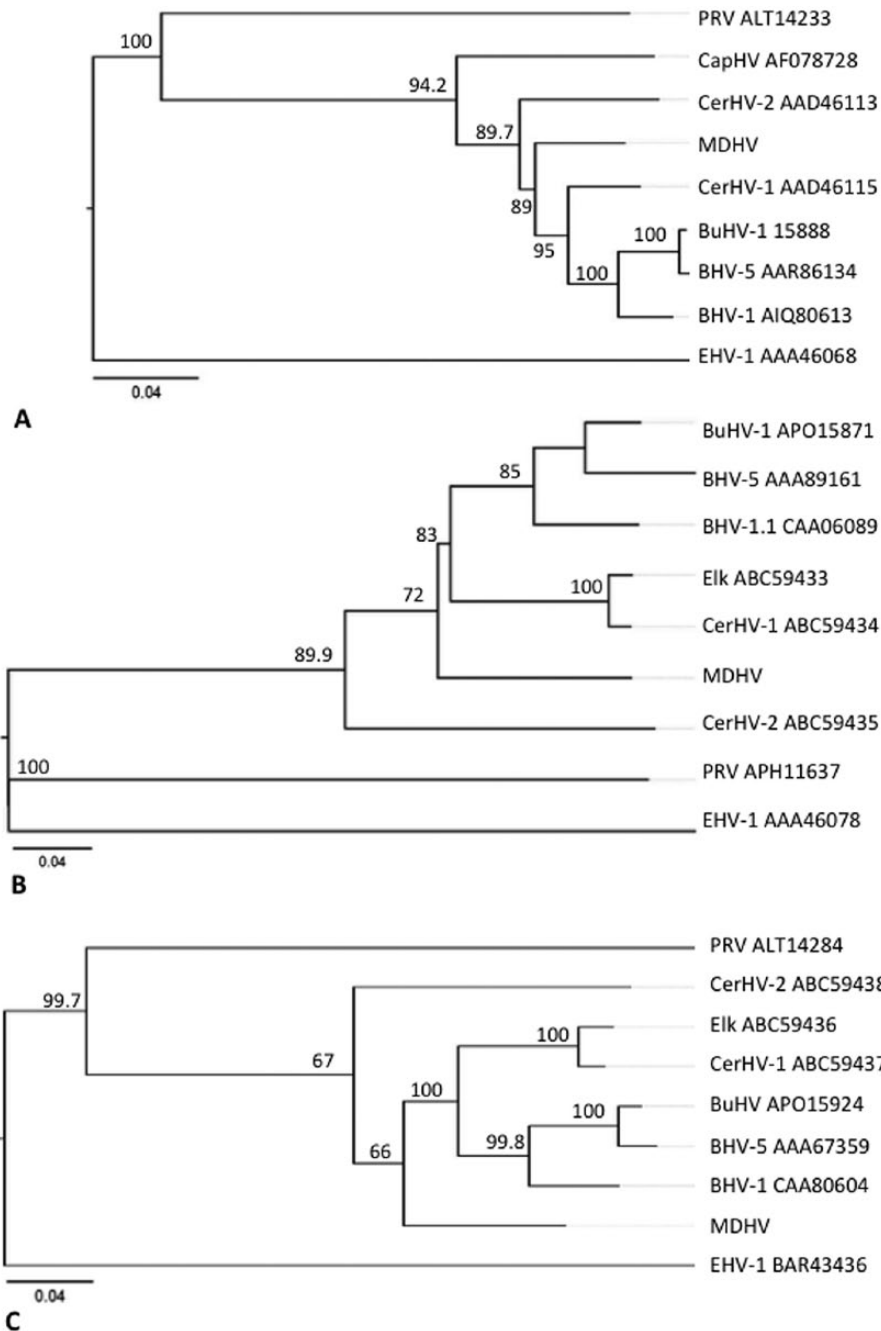 PRV ALT14233
100
CapHV AF078728
94.2
CerHV-2 AAD46113
89.7
MDHV
CerHV-1 AAD46115
89
BuHV-1 15888
100
95
BHV-5 AAR86134
100
BHV-1 AIQ80613
EHV-1 AAA46068
0.04
A
BuHV-1 APO15871
85
BHV-5 AAA89161
BHV-1.1 CAA06089
83
Elk ABC59433
100
72
CerHV-1 ABC59434
89.9
MDHV
CerHV-2 ABC59435
100
PRV APH11637
EHV-1 AAA46078
0.04
B
PRV ALT14284
CerHV-2 ABC59438
99.7
Elk ABC59436
100
67
CerHV-1 ABC59437
100
BuHV APO15924
100
99.8
BHV-5 AAA67359
66
BHV-1 CAA80604
MDHV
EHV-1 BAR43436
0.04
C